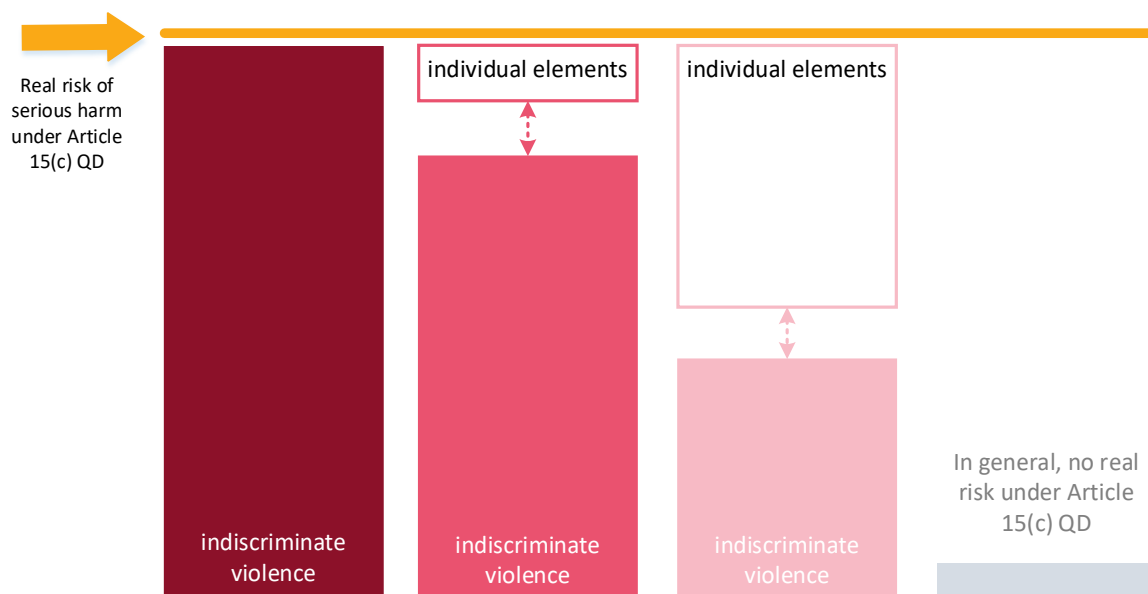 Real risk of
serious harm
under Article
15(c) QD
individual elements
individual elements
indiscriminate
violence
indiscriminate
violence
indiscriminate
violence
In general, no real
risk under Article
15(c) QD